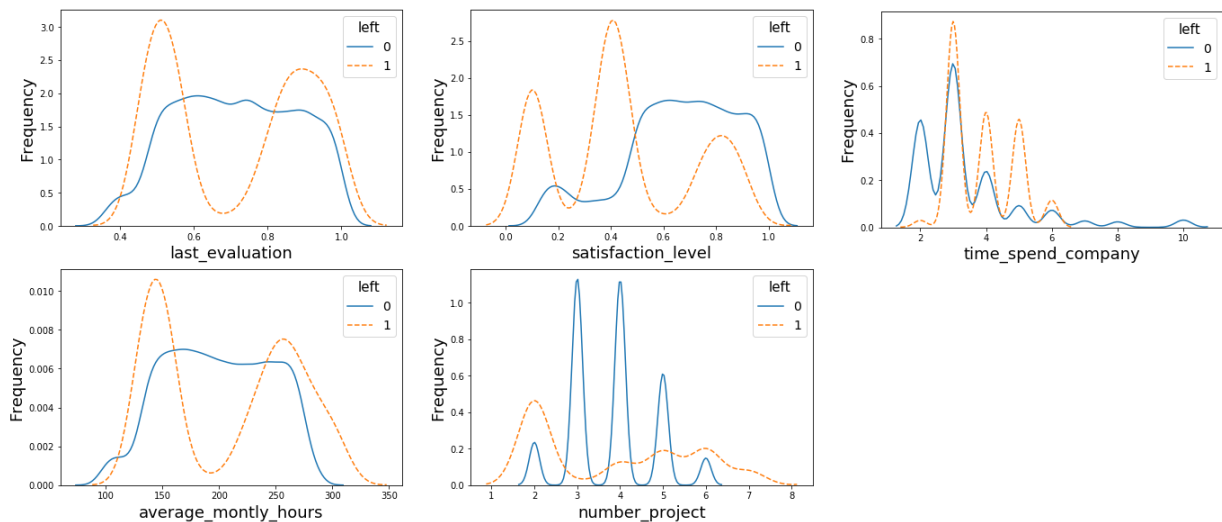 left
0
1
Frequency
3.0
2.5
2.0
1.5
1.0
0.5
0.0
0.4 0.6 0.8 1.0
last_evaluation
left
0
1
Frequency
2.5
2.0
1.5
1.0
0.5
0.0
0.0 0.2 0.4 0.6 0.8 1.0
satisfaction_level
left
0
1
Frequency
0.8
0.6
0.4
0.2
0.0
2 4 6 8 10
time_spend_company
left
0
1
Frequency
0.010
0.008
0.006
0.004
0.002
0.000
100 150 200 250 300 350
average_montly_hours
left
0
1
Frequency
1.0
0.8
0.6
0.4
0.2
0.0
1 2 3 4 5 6 7 8
number_project